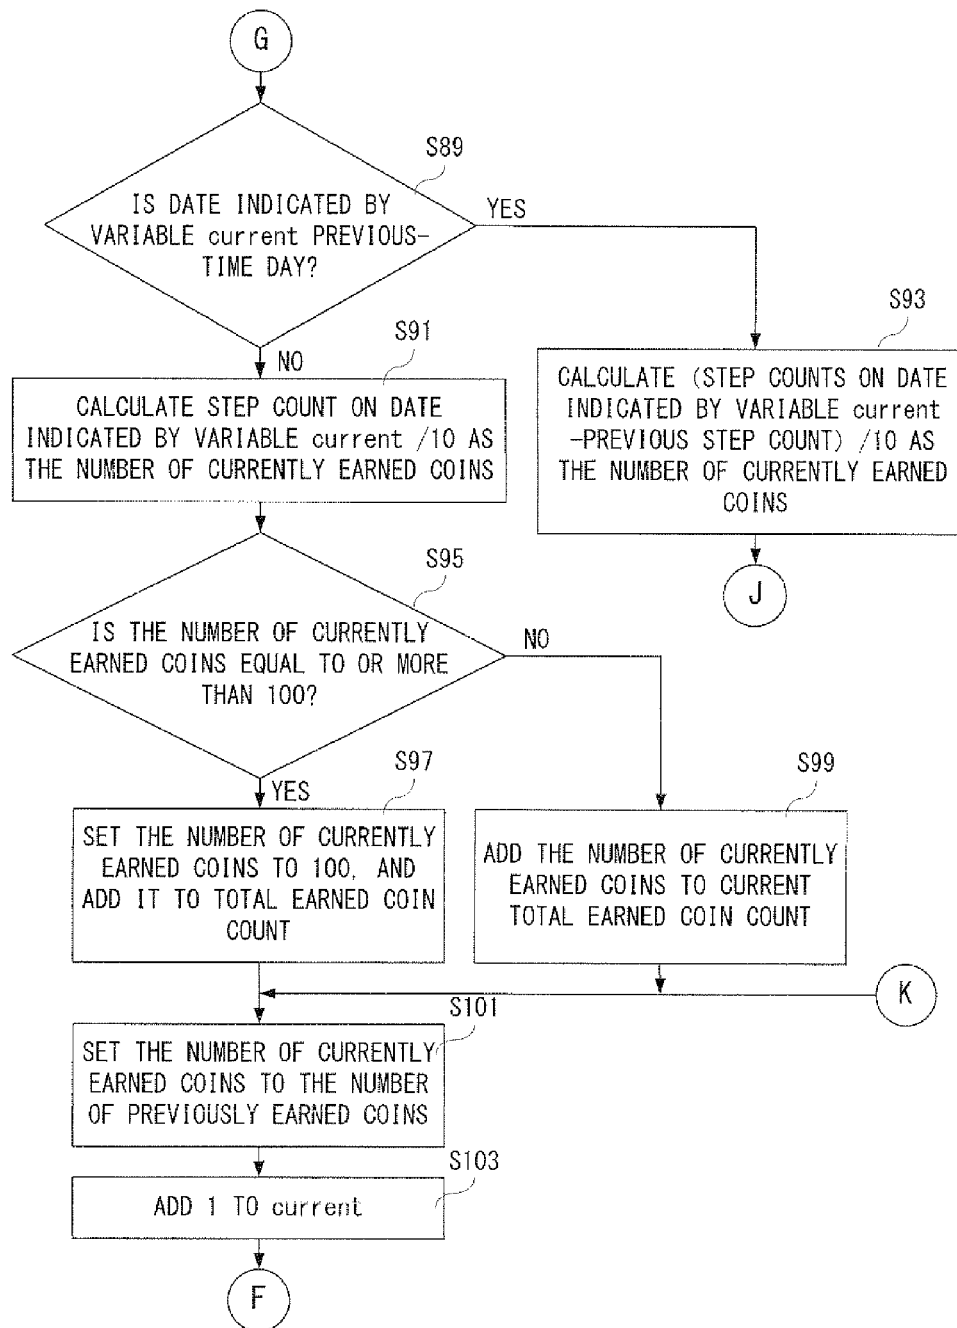 G
S89
IS DATE INDICATED BY
VARIABLE current PREVIOUS-
TIME DAY?
YES
NO
S91
CALCULATE STEP COUNT ON DATE
INDICATED BY VARIABLE current /10 AS
THE NUMBER OF CURRENTLY EARNED COINS
S93
CALCULATE (STEP COUNTS ON DATE
INDICATED BY VARIABLE current
-PREVIOUS STEP COUNT) /10 AS
THE NUMBER OF CURRENTLY EARNED
COINS
J
S95
IS THE NUMBER OF CURRENTLY
EARNED COINS EQUAL TO OR MORE
THAN 100?
NO
YES
S97
SET THE NUMBER OF CURRENTLY
EARNED COINS TO 100, AND
ADD IT TO TOTAL EARNED COIN
COUNT
S99
ADD THE NUMBER OF CURRENTLY
EARNED COINS TO CURRENT
TOTAL EARNED COIN COUNT
K
S101
SET THE NUMBER OF CURRENTLY
EARNED COINS TO THE NUMBER
OF PREVIOUSLY EARNED COINS
S103
ADD 1 TO current
F